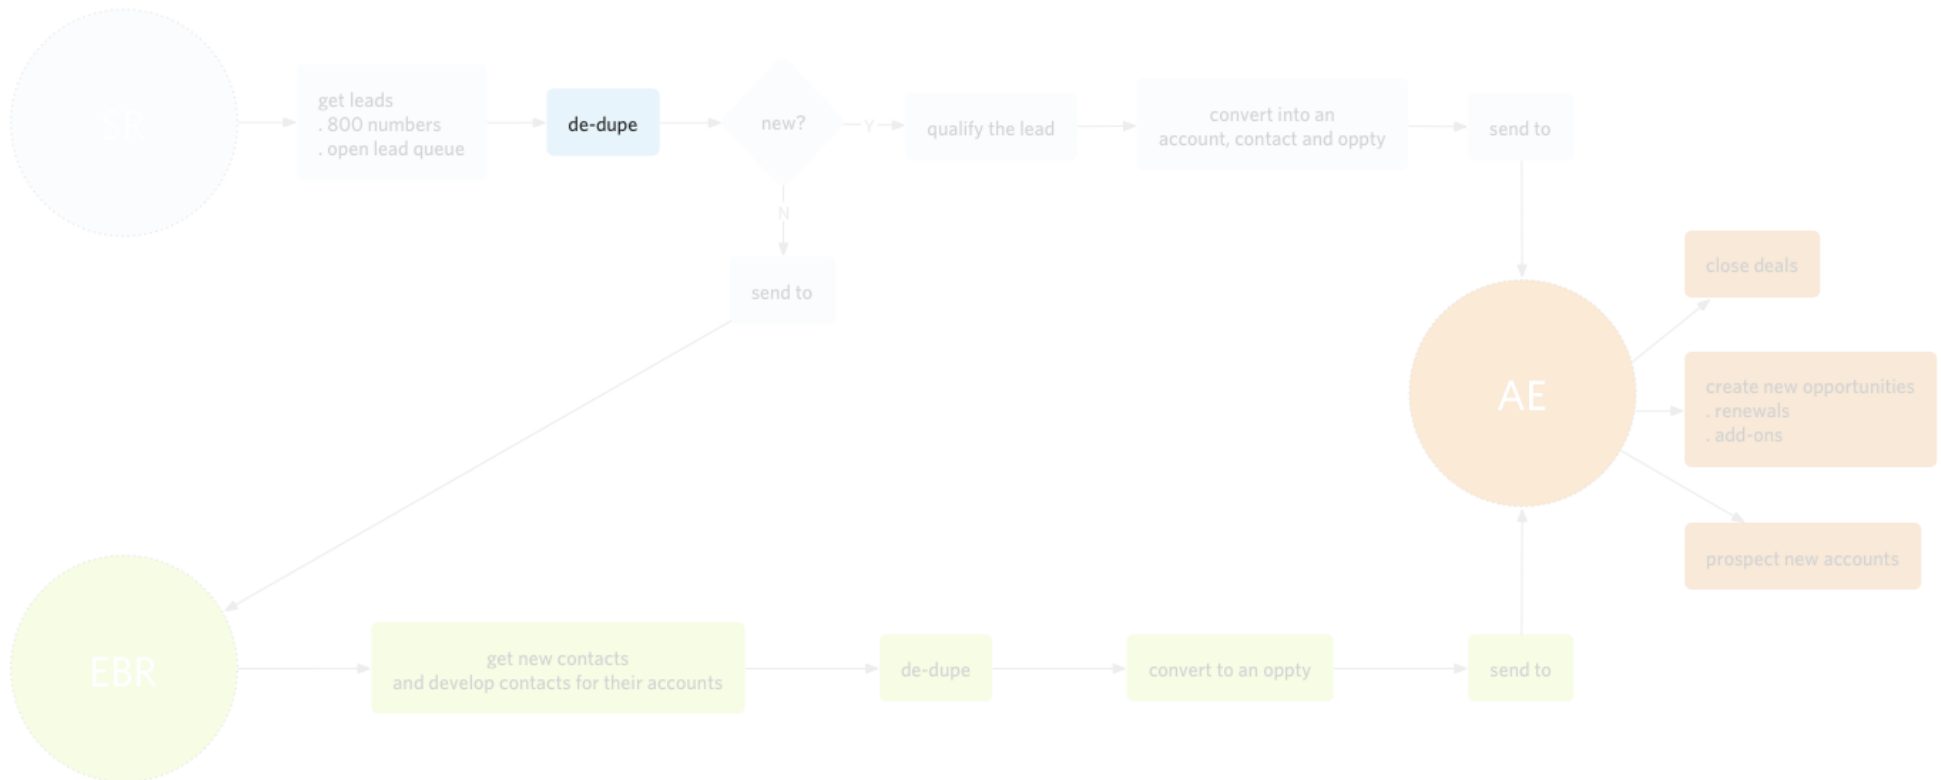 SR
get leads
. 800 numbers
. open lead queue
de-dupe
new?
Y
qualify the lead
convert into an
account, contact and oppty
send to
N
send to
close deals
AE
create new opportunities
. renewals
. add-ons
prospect new accounts
EBR
get new contacts
and develop contacts for their accounts
de-dupe
convert to an oppty
send to